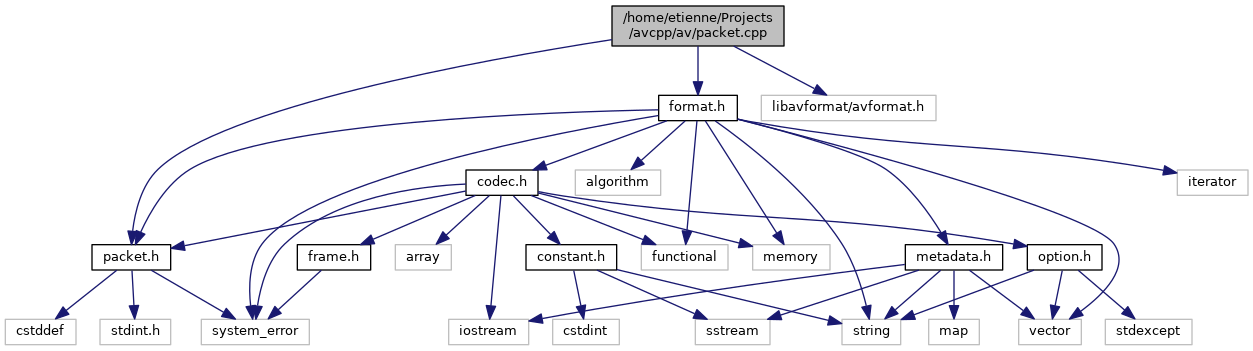 /home/etienne/Projects
/avcpp/av/packet.cpp
format.h
libavformat/avformat.h
codec.h
algorithm
iterator
packet.h
frame.h
array
constant.h
functional
memory
metadata.h
option.h
cstddef
stdint.h
system_error
iostream
cstdint
sstream
string
map
vector
stdexcept